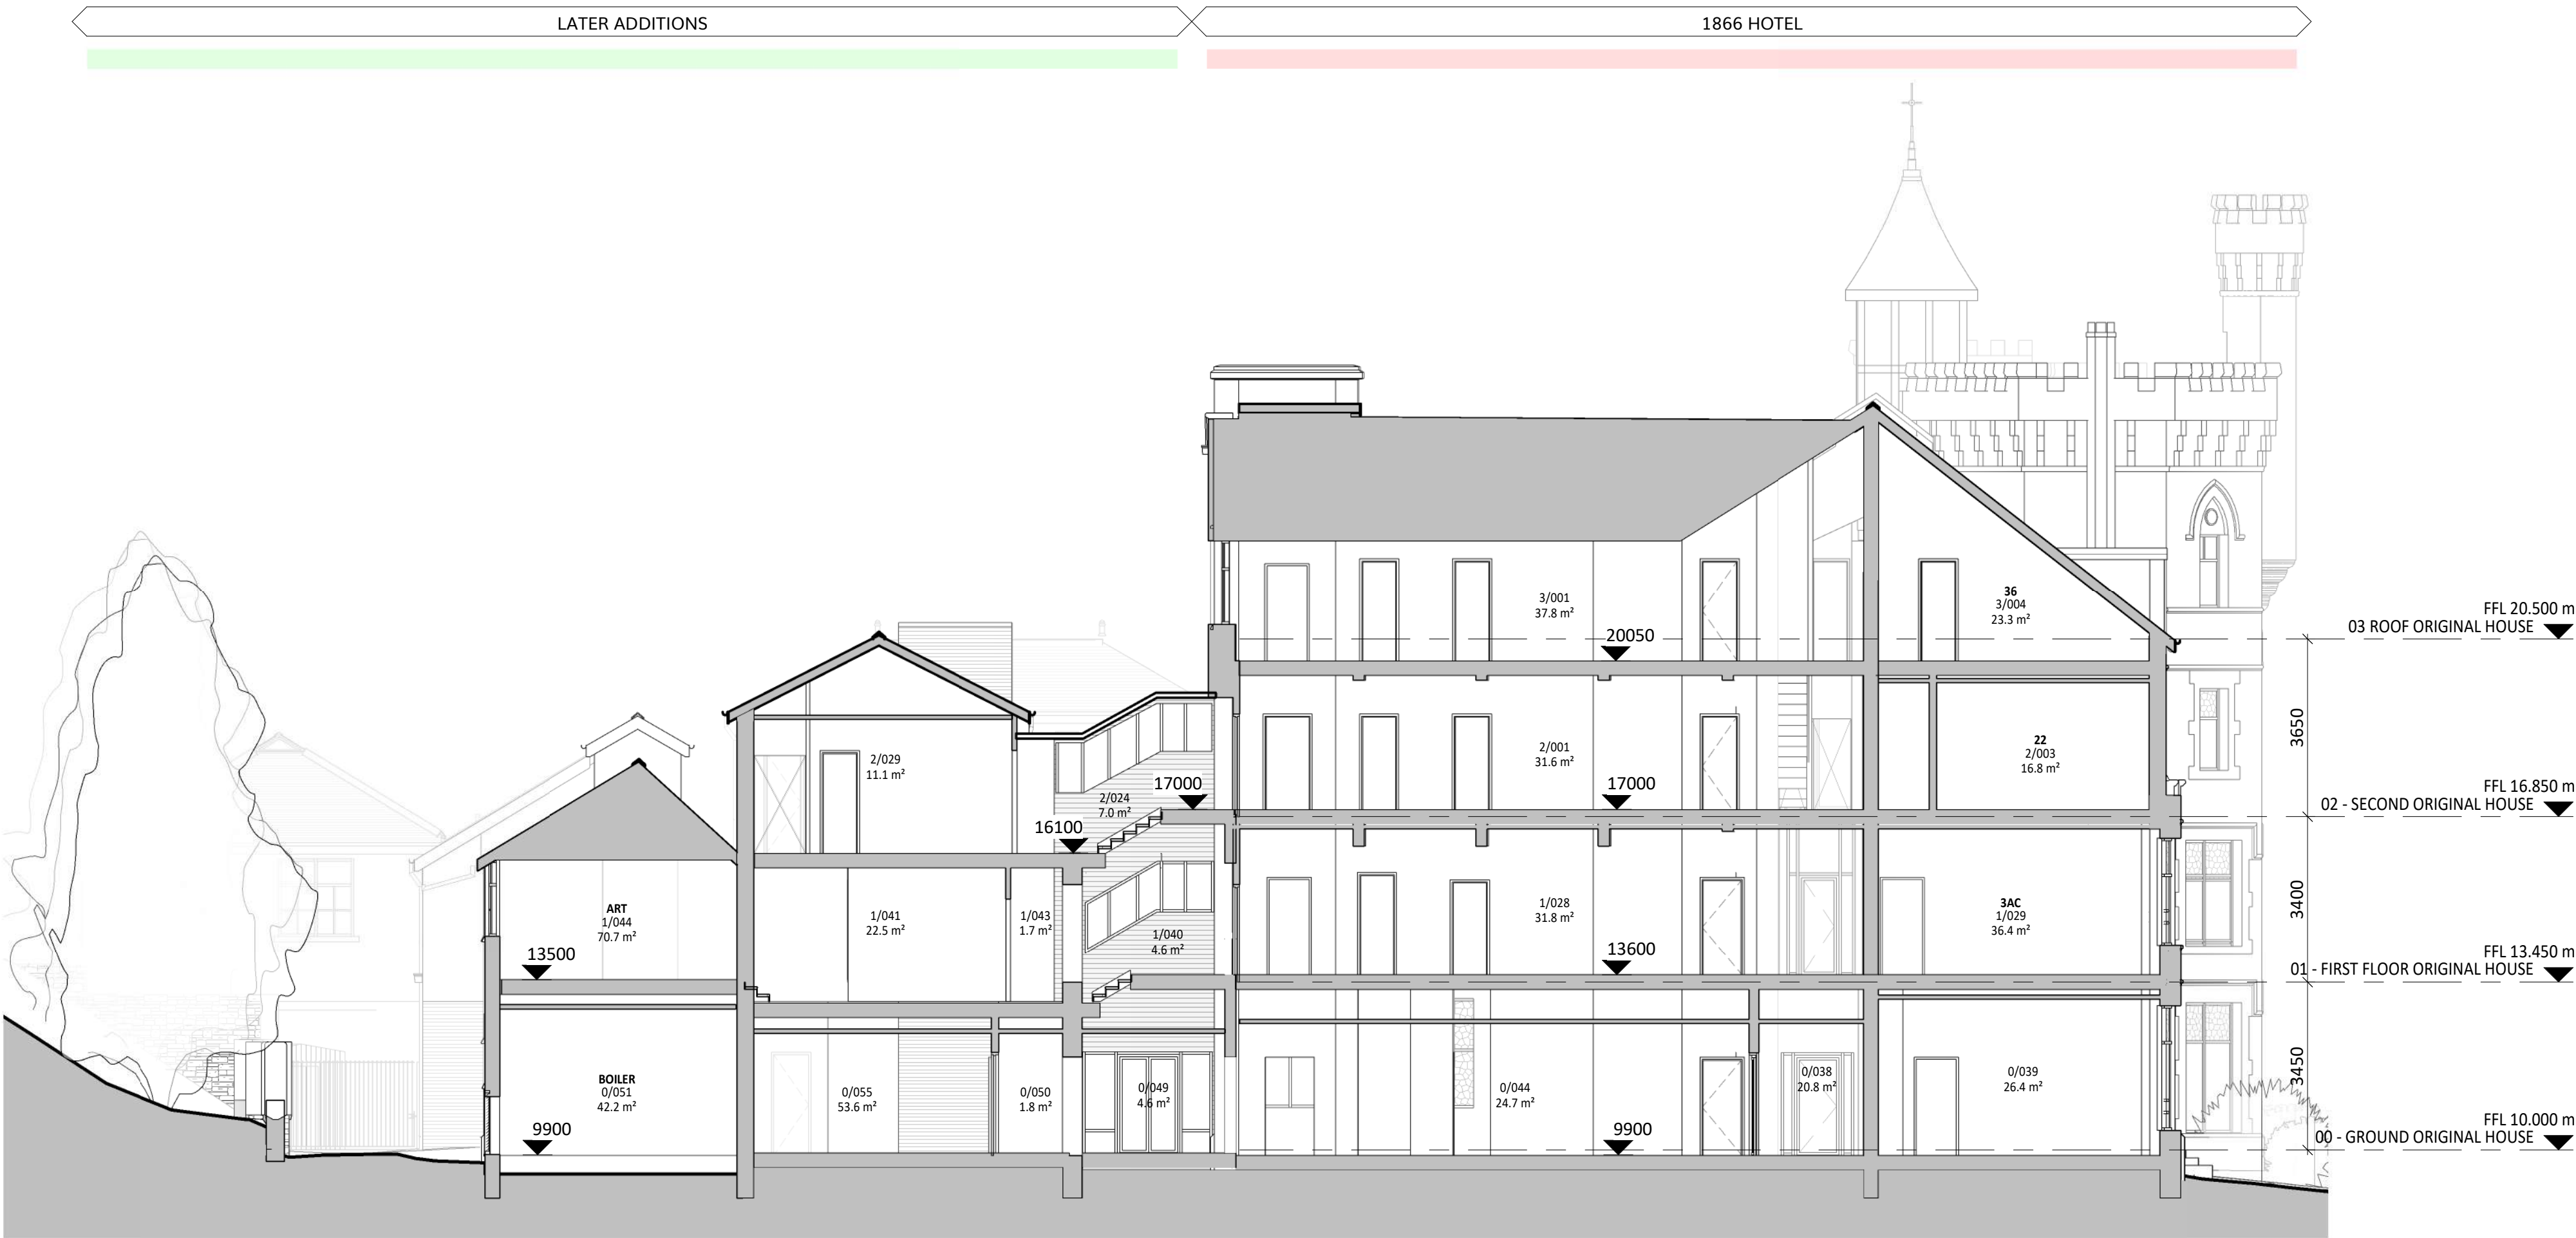 LATER ADDITIONS
1866 HOTEL
3/001
37.8 m²
36
3/004
23.3 m²
20050
FFL 20.500 m
03 ROOF ORIGINAL HOUSE
3650
2/029
11.1 m²
2/024
7.0 m²
17000
16100
2/001
31.6 m²
17000
22
2/003
16.8 m²
FFL 16.850 m
02 - SECOND ORIGINAL HOUSE
3400
ART
1/044
70.7 m²
13500
1/041
22.5 m²
1/043
1.7 m²
1/040
4.6 m²
1/028
31.8 m²
13600
3AC
1/029
36.4 m²
FFL 13.450 m
01 - FIRST FLOOR ORIGINAL HOUSE
3450
BOILER
0/051
42.2 m²
9900
0/055
53.6 m²
0/050
1.8 m²
0/049
4.6 m²
0/044
24.7 m²
9900
0/038
20.8 m²
0/039
26.4 m²
FFL 10.000 m
00 - GROUND ORIGINAL HOUSE